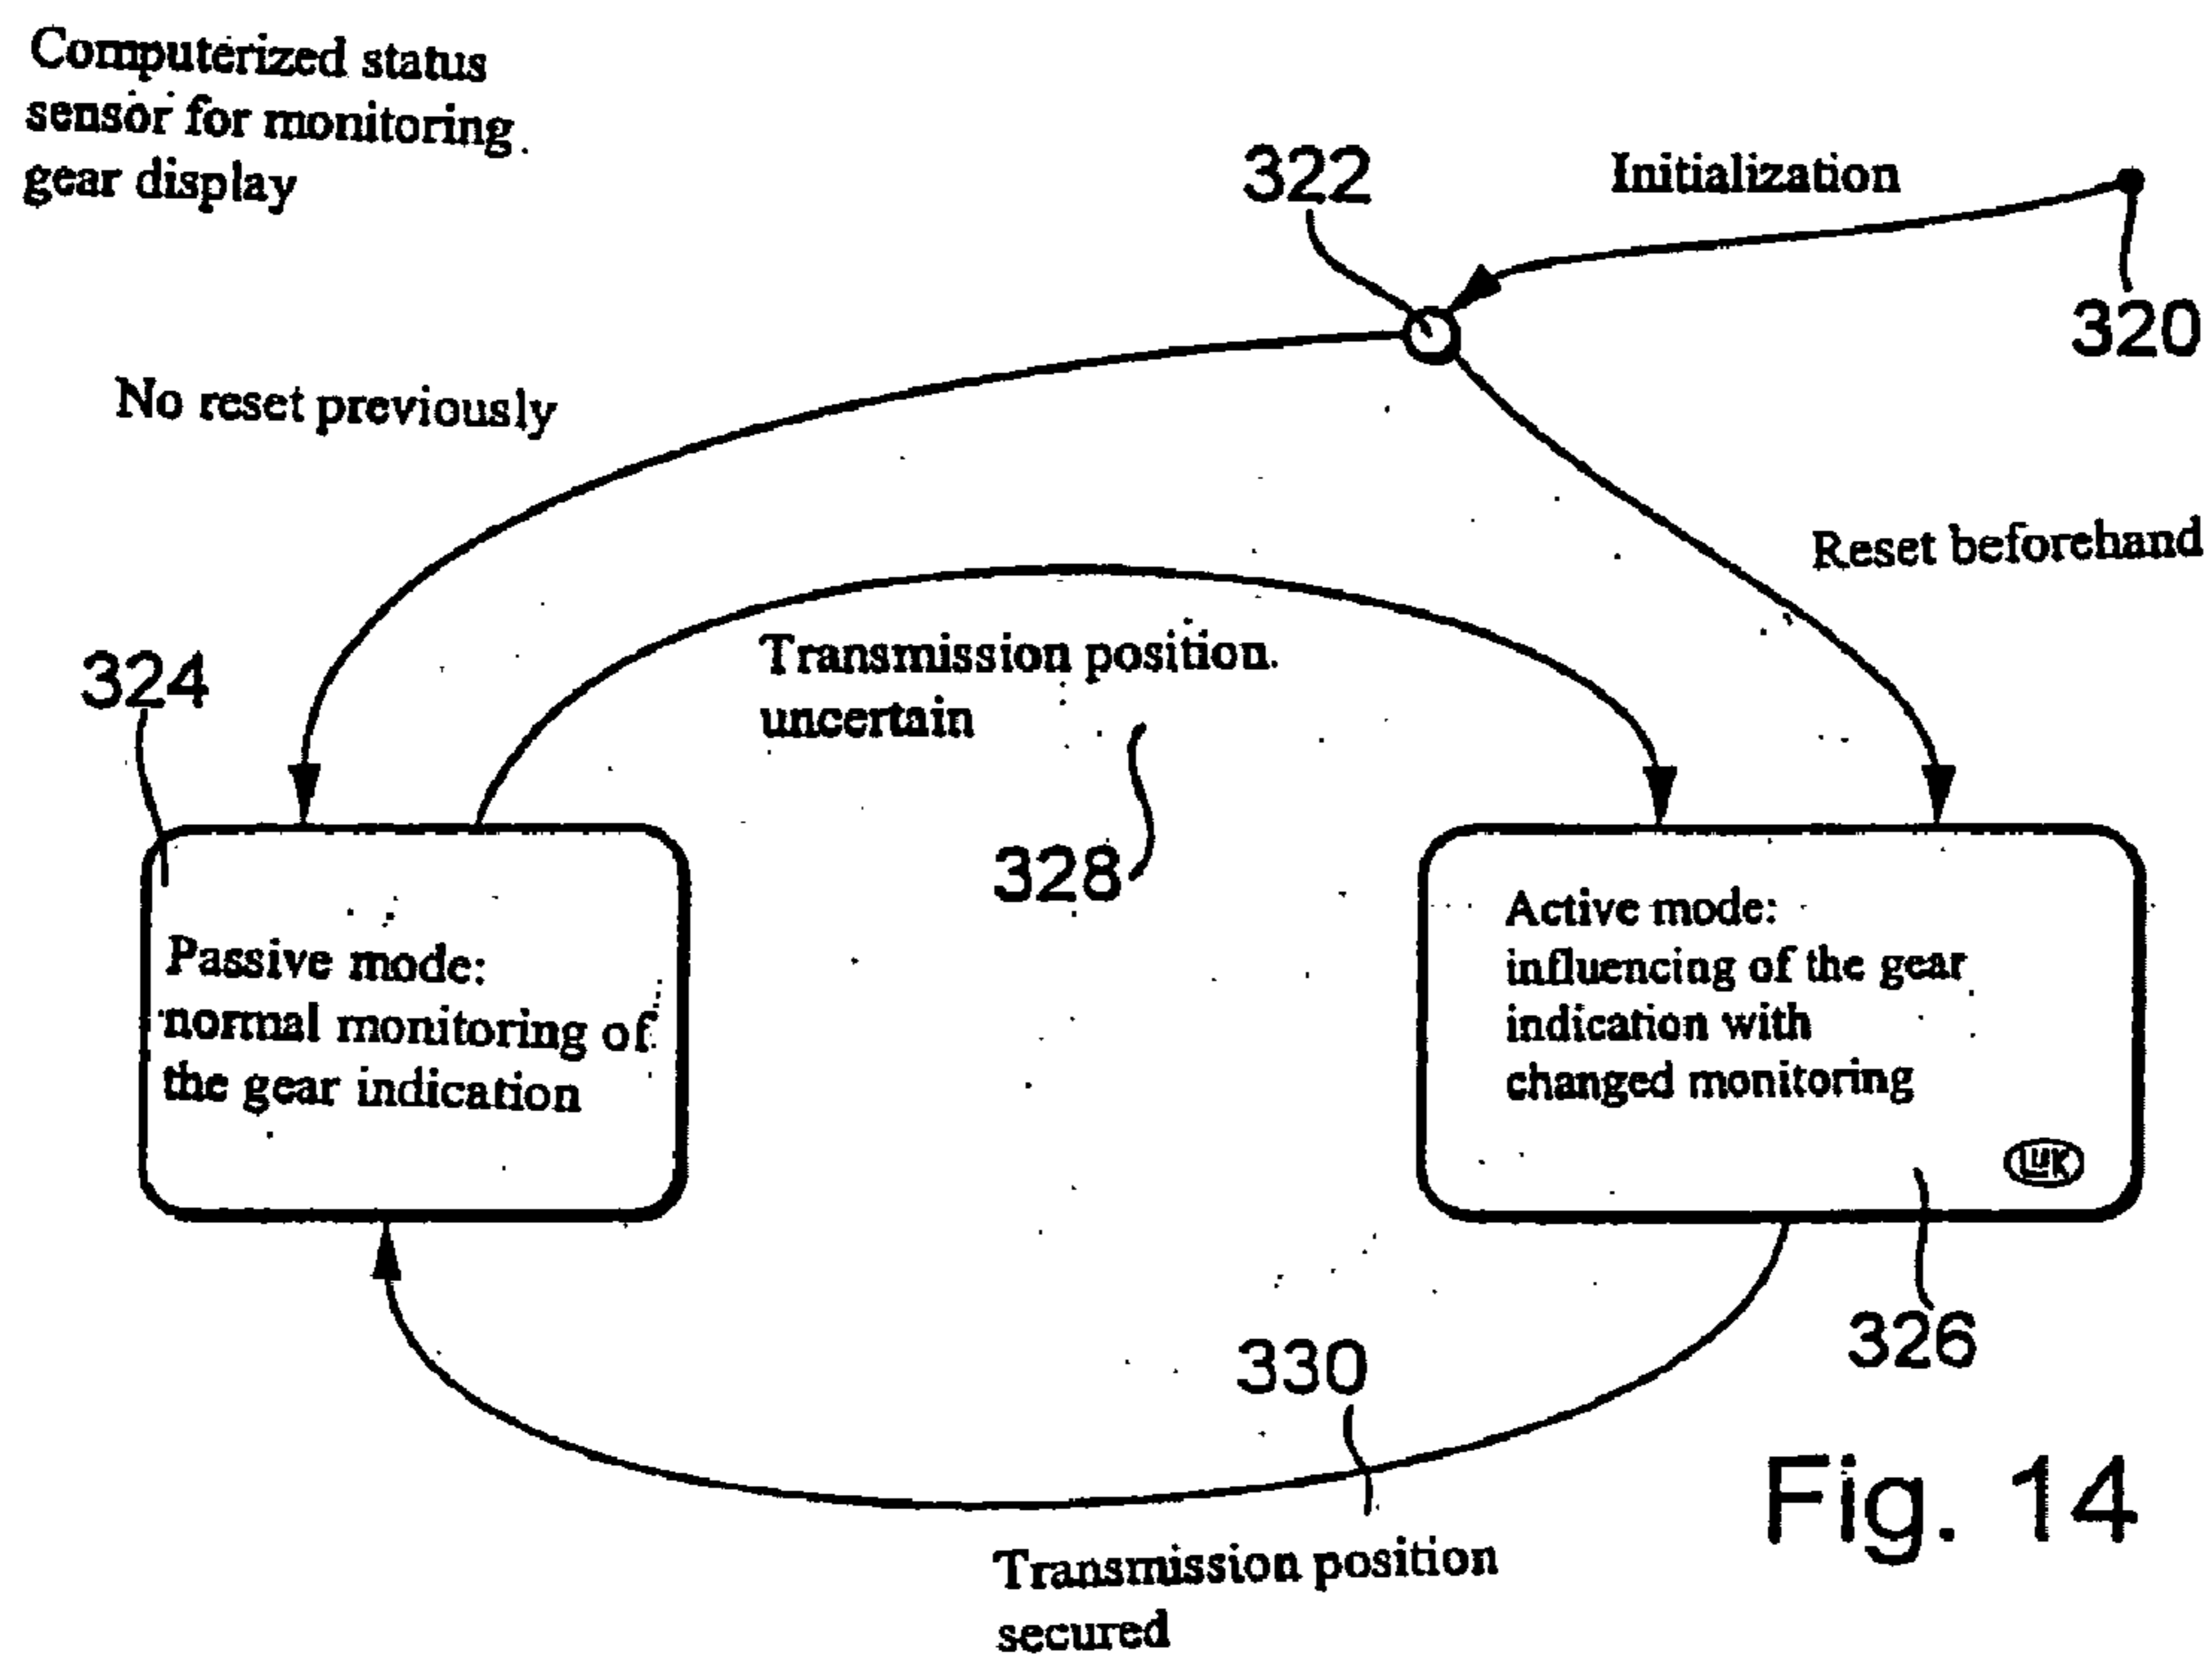 Computerized status
sensor for monitoring
gear display
322
Initialization
320
No reset previously
Reset beforehand
324
Transmission position
uncertain
328
Passive mode:
normal monitoring of
the gear indication
Active mode:
influencing of the gear
indication with
changed monitoring
LuK
326
330
Transmission position
secured
Fig. 14